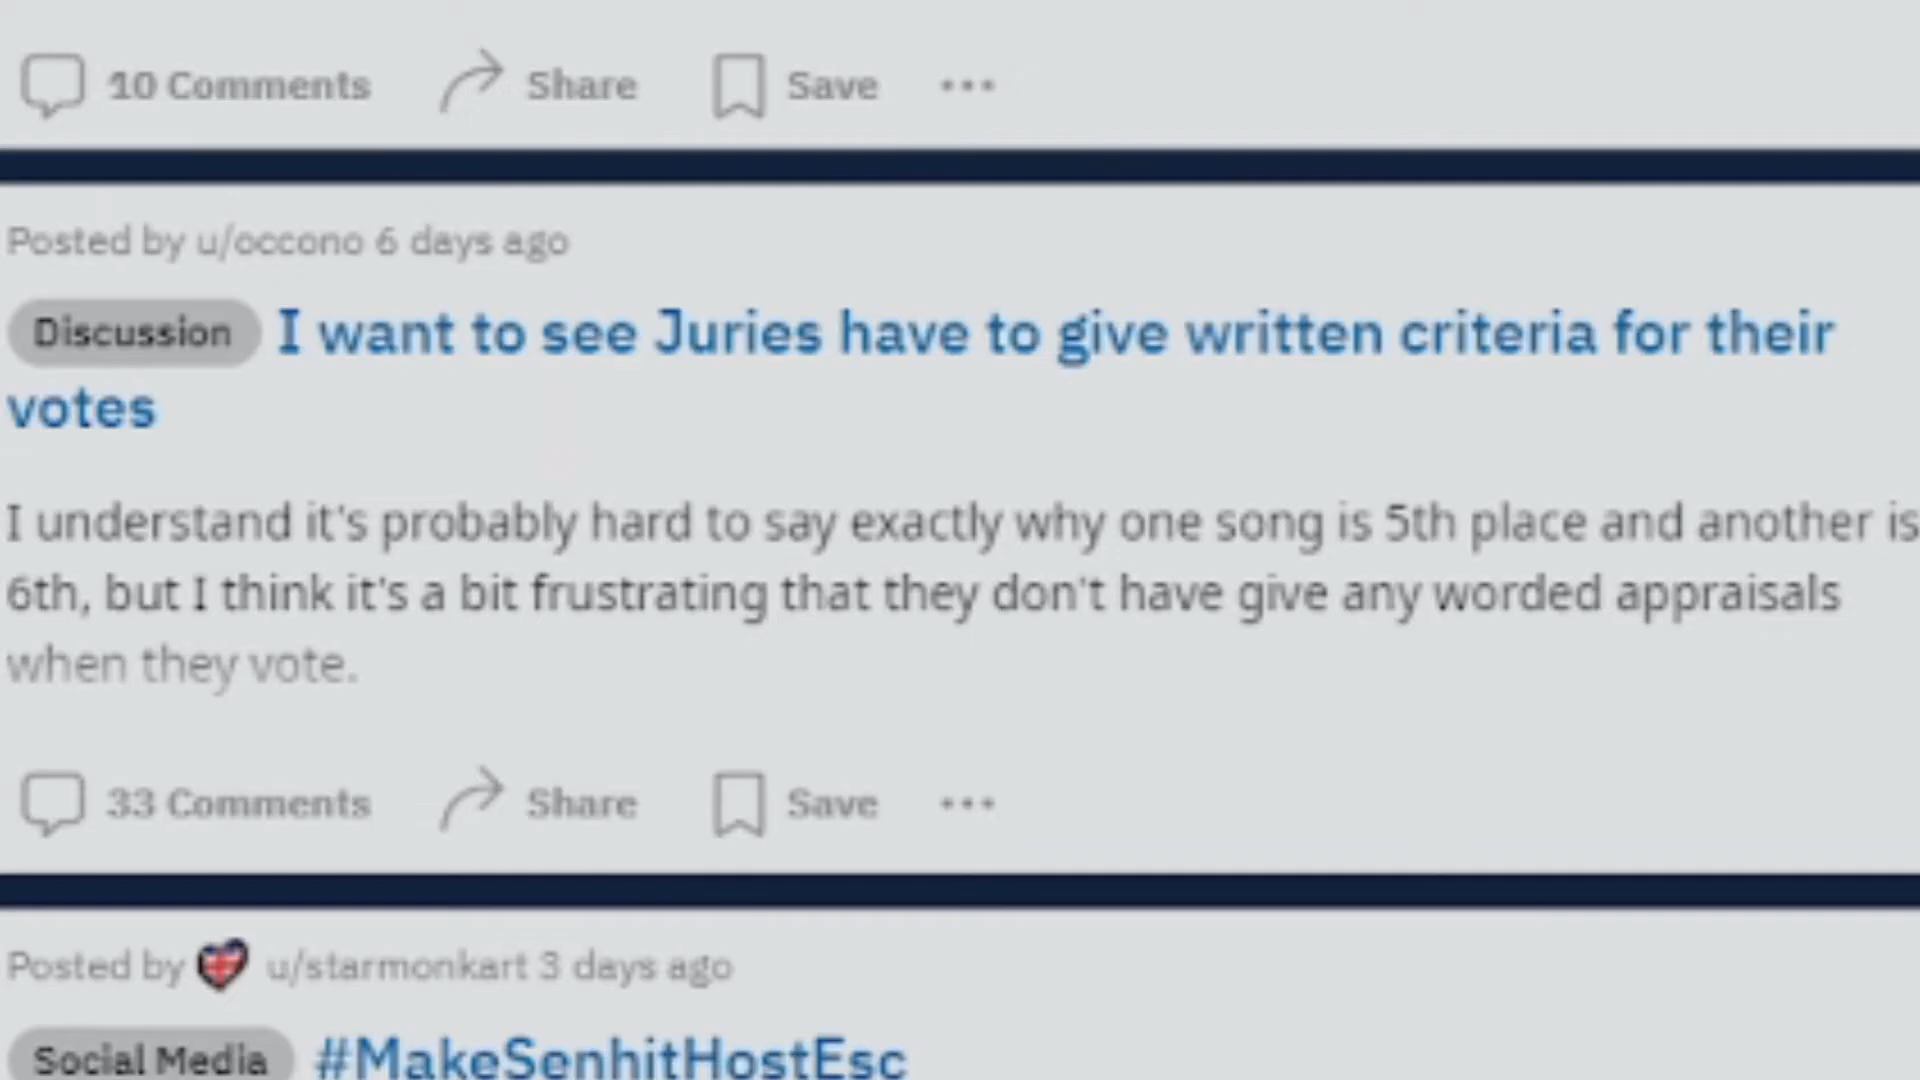 10 Comments Share Save
Posted by u/occono 6 days ago
Discussion I want to see Juries have to give written criteria for their
votes
I understand it's probably hard to say exactly why one song is 5th place and another is
6th, but I think it's a bit frustrating that they don't have give any worded appraisals
when they vote.
33 Comments Share Save
Posted by u/starmonkart 3 days ago
Social Media #MakeSenhitHostEsc